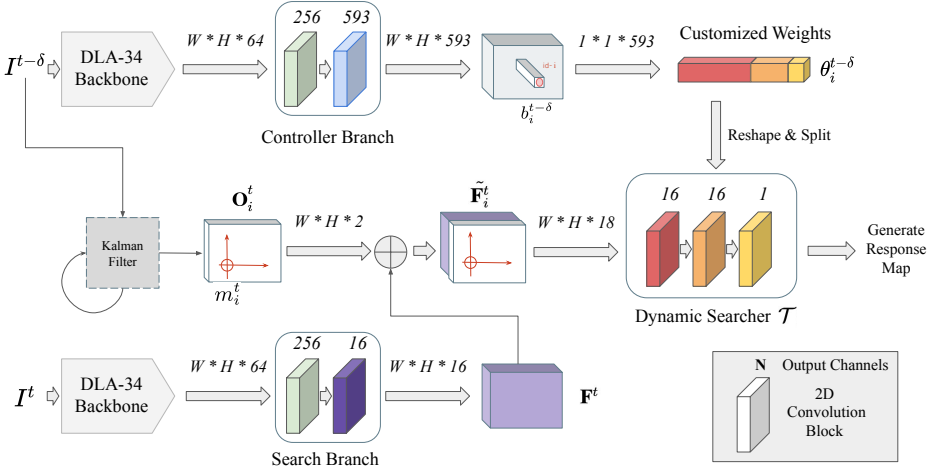 I^{t-δ}
DLA-34
Backbone
W * H * 64
256
593
Controller Branch
W * H * 593
id-i
b_i^{t-δ}
1 * 1 * 593
Customized Weights
θ_i^{t-δ}
Reshape & Split
Kalman
Filter
O_i^t
m_i^t
W * H * 2
F̃_i^t
W * H * 18
16
16
1
Dynamic Searcher 𝒯
Generate
Response
Map
I^t
DLA-34
Backbone
W * H * 64
256
16
Search Branch
W * H * 16
F^t
N Output Channels
2D
Convolution
Block